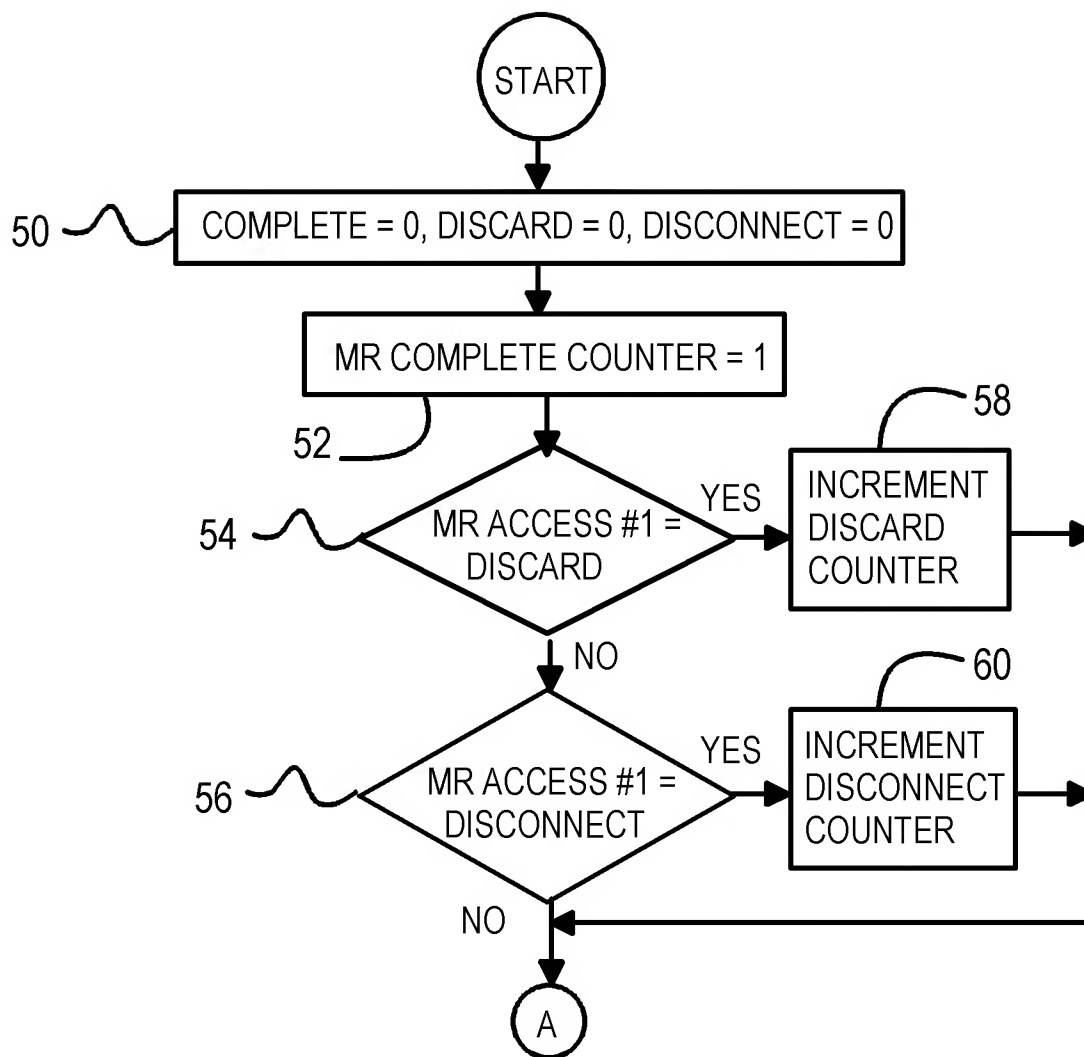 START
50
COMPLETE = 0, DISCARD = 0, DISCONNECT = 0
MR COMPLETE COUNTER = 1
52
58
54
MR ACCESS #1 =
DISCARD
YES
INCREMENT
DISCARD
COUNTER
NO
60
56
MR ACCESS #1 =
DISCONNECT
YES
INCREMENT
DISCONNECT
COUNTER
NO
A